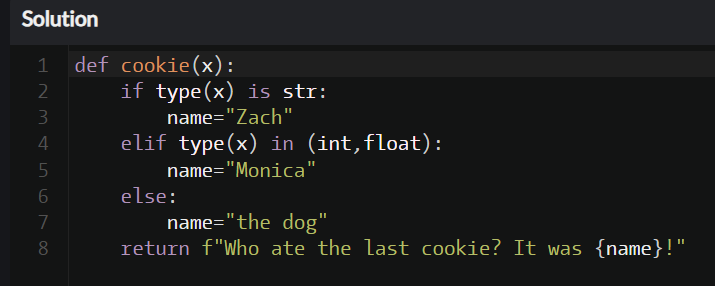 Solution
1 def cookie(x):
2     if type(x) is str:
3         name="Zach"
4     elif type(x) in (int,float):
5         name="Monica"
6     else:
7         name="the dog"
8     return f"Who ate the last cookie? It was {name}!"